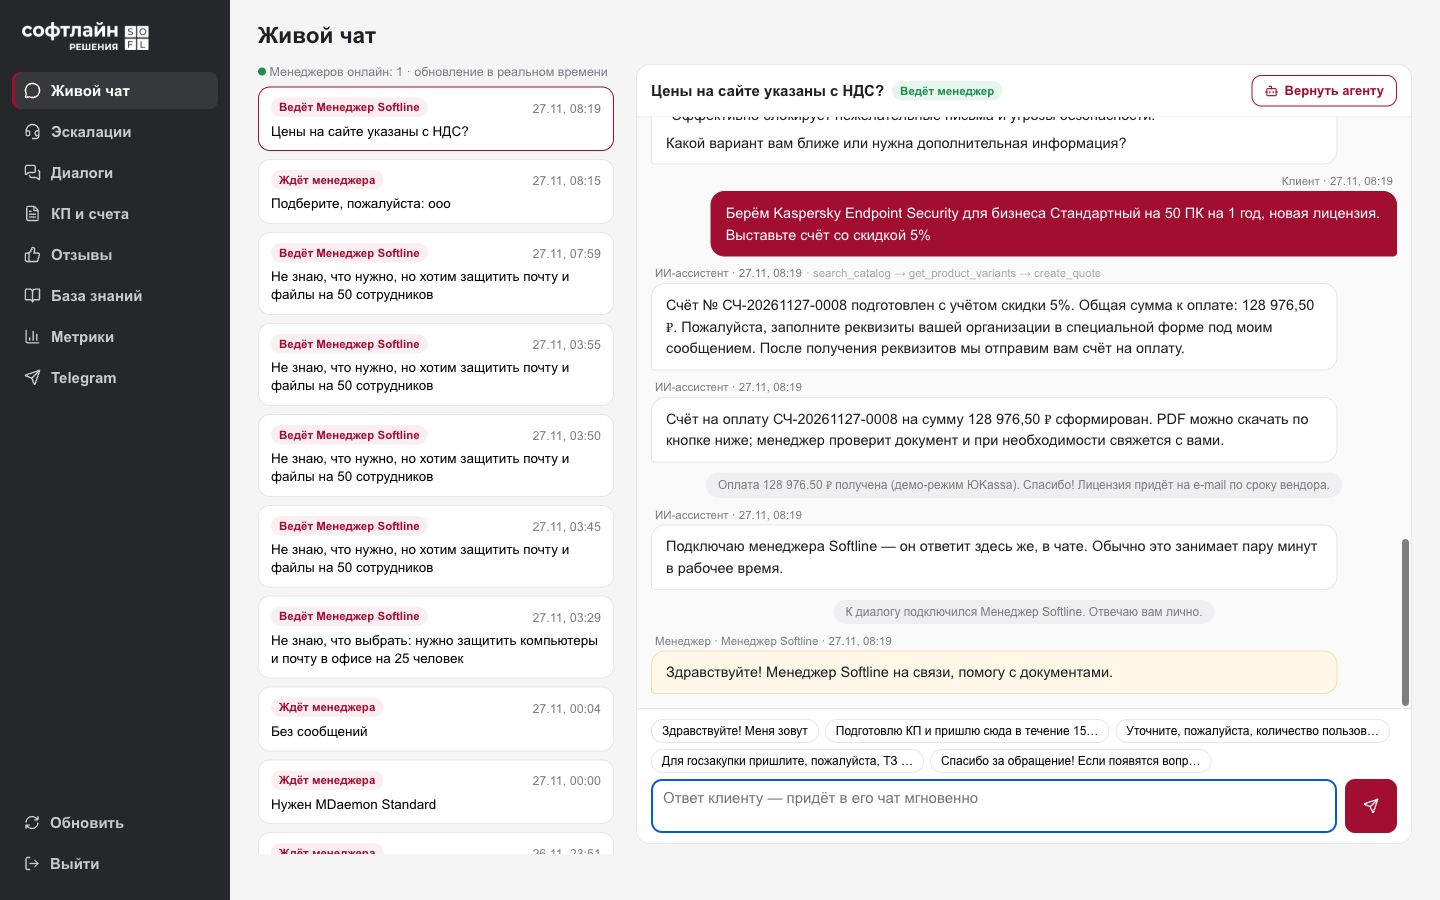 софтлайн
РЕШЕНИЯ
SO
FL
Живой чат
Эскалации
Диалоги
КП и счета
Отзывы
База знаний
Метрики
Telegram
Обновить
Выйти
Живой чат
Менеджеров онлайн: 1 · обновление в реальном времени
Ведёт Менеджер Softline 27.11, 08:19
Цены на сайте указаны с НДС?
Ждёт менеджера 27.11, 08:15
Подберите, пожалуйста: ооо
Ведёт Менеджер Softline 27.11, 07:59
Не знаю, что нужно, но хотим защитить почту и
файлы на 50 сотрудников
Ведёт Менеджер Softline 27.11, 03:55
Не знаю, что нужно, но хотим защитить почту и
файлы на 50 сотрудников
Ведёт Менеджер Softline 27.11, 03:50
Не знаю, что нужно, но хотим защитить почту и
файлы на 50 сотрудников
Ведёт Менеджер Softline 27.11, 03:45
Не знаю, что нужно, но хотим защитить почту и
файлы на 50 сотрудников
Ведёт Менеджер Softline 27.11, 03:29
Не знаю, что выбрать: нужно защитить компьютеры
и почту в офисе на 25 человек
Ждёт менеджера 27.11, 00:04
Без сообщений
Ждёт менеджера 27.11, 00:00
Нужен MDaemon Standard
Ждёт менеджера 26.11, 23:51
Цены на сайте указаны с НДС? Ведёт менеджер Вернуть агенту
Эффективно блокирует нежелательные письма и угрозы безопасности.
Какой вариант вам ближе или нужна дополнительная информация?
Клиент · 27.11, 08:19
Берём Kaspersky Endpoint Security для бизнеса Стандартный на 50 ПК на 1 год, новая лицензия.
Выставьте счёт со скидкой 5%
ИИ-ассистент · 27.11, 08:19 · search_catalog → get_product_variants → create_quote
Счёт № СЧ-20261127-0008 подготовлен с учётом скидки 5%. Общая сумма к оплате: 128 976,50
₽. Пожалуйста, заполните реквизиты вашей организации в специальной форме под моим
сообщением. После получения реквизитов мы отправим вам счёт на оплату.
ИИ-ассистент · 27.11, 08:19
Счёт на оплату СЧ-20261127-0008 на сумму 128 976,50 ₽ сформирован. PDF можно скачать по
кнопке ниже; менеджер проверит документ и при необходимости свяжется с вами.
Оплата 128 976.50 ₽ получена (демо-режим ЮKassa). Спасибо! Лицензия придёт на e-mail по сроку вендора.
ИИ-ассистент · 27.11, 08:19
Подключаю менеджера Softline — он ответит здесь же, в чате. Обычно это занимает пару минут
в рабочее время.
К диалогу подключился Менеджер Softline. Отвечаю вам лично.
Менеджер · Менеджер Softline · 27.11, 08:19
Здравствуйте! Менеджер Softline на связи, помогу с документами.
Здравствуйте! Меня зовут
Подготовлю КП и пришлю сюда в течение 15…
Уточните, пожалуйста, количество пользов…
Для госзакупки пришлите, пожалуйста, ТЗ …
Спасибо за обращение! Если появятся вопр…
Ответ клиенту — придёт в его чат мгновенно